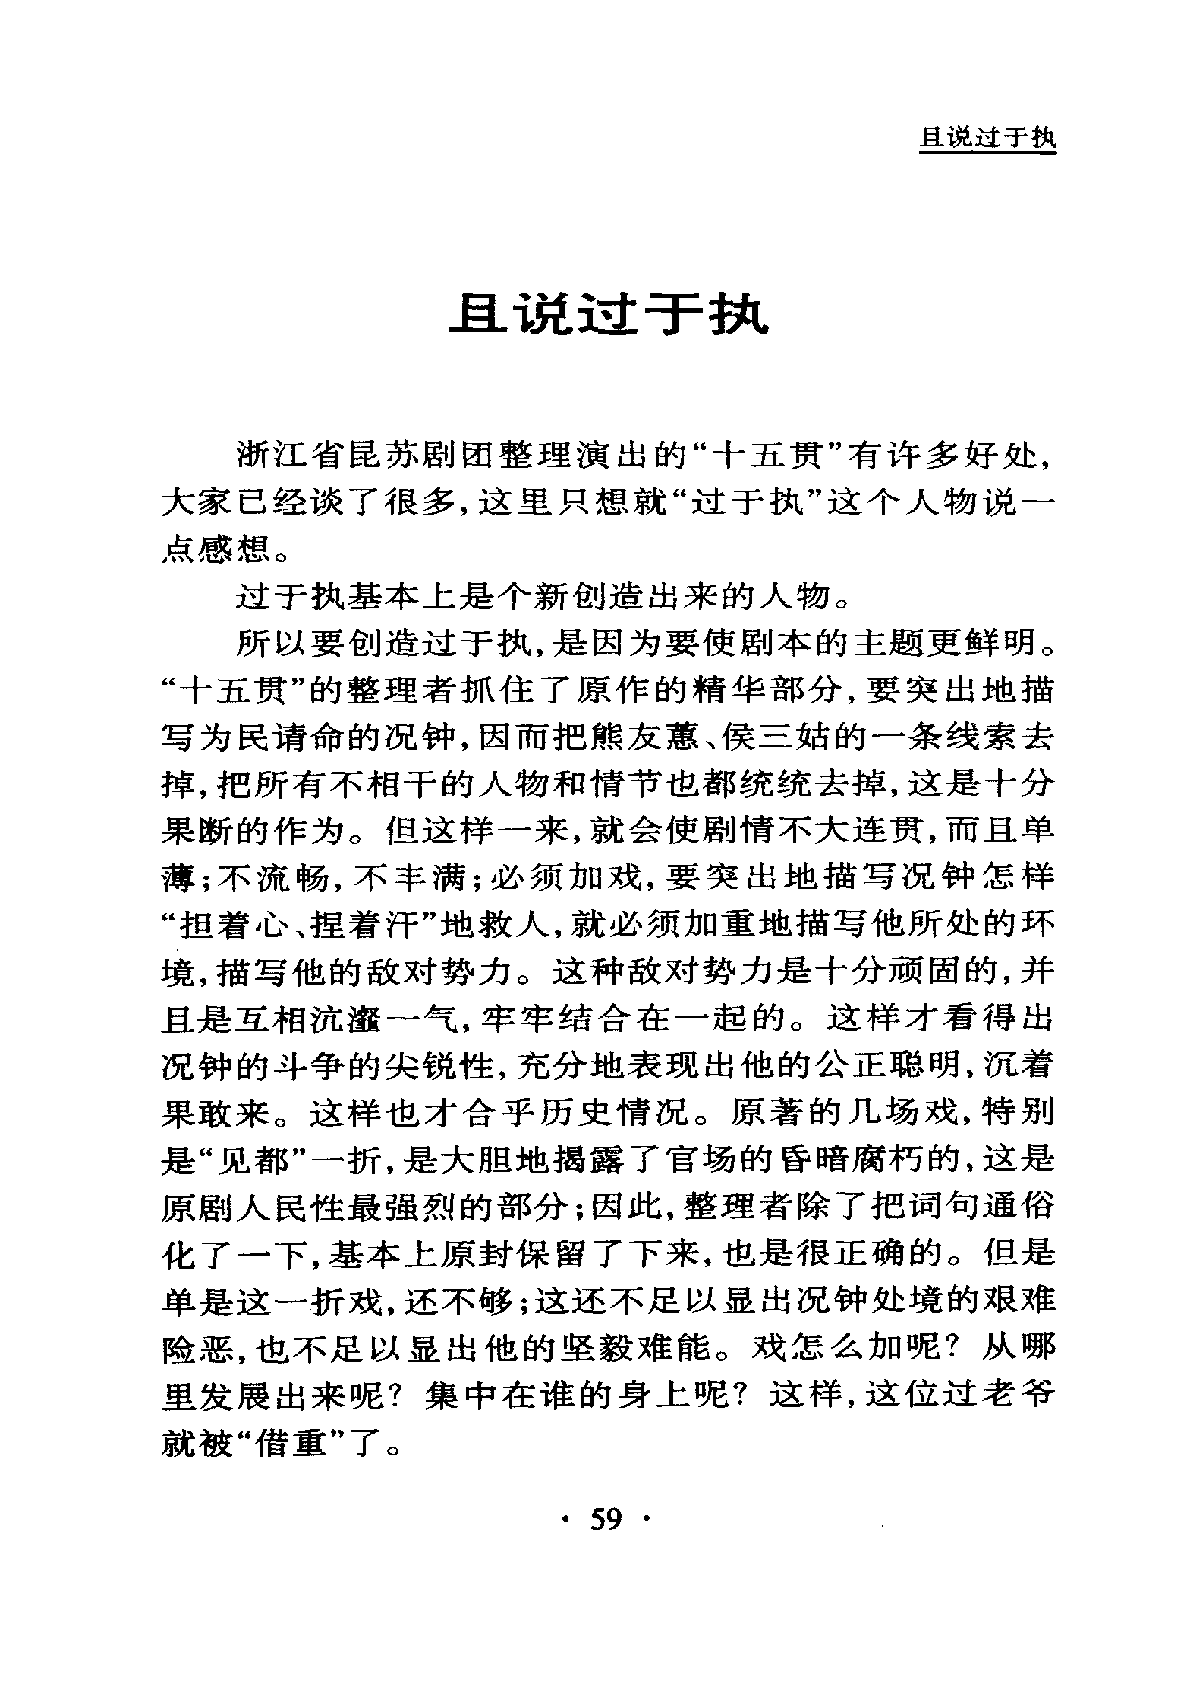 且说过于执
且说过于执
浙江省昆苏剧团整理演出的“十五贯”有许多好处，
大家已经谈了很多，这里只想就“过于执”这个人物说一
点感想。
过于执基本上是个新创造出来的人物。
所以要创造过于执，是因为要使剧本的主题更鲜明。
“十五贯”的整理者抓住了原作的精华部分，要突出地描
写为民请命的况钟，因而把熊友蕙、侯三姑的一条线索去
掉，把所有不相干的人物和情节也都统统去掉，这是十分
果断的作为。但这样一来，就会使剧情不大连贯，而且单
薄；不流畅，不丰满；必须加戏，要突出地描写况钟怎样
“担着心、捏着汗”地救人，就必须加重地描写他所处的环
境，描写他的敌对势力。这种敌对势力是十分顽固的，并
且是互相沆瀣一气，牢牢结合在一起的。这样才看得出
况钟的斗争的尖锐性，充分地表现出他的公正聪明，沉着
果敢来。这样也才合乎历史情况。原著的几场戏，特别
是“见都”一折，是大胆地揭露了官场的昏暗腐朽的，这是
原剧人民性最强烈的部分；因此，整理者除了把词句通俗
化了一下，基本上原封保留了下来，也是很正确的。但是
单是这一折戏，还不够；这还不足以显出况钟处境的艰难
险恶，也不足以显出他的坚毅难能。戏怎么加呢？从哪
里发展出来呢？集中在谁的身上呢？这样，这位过老爷
就被“借重”了。
· 59 ·